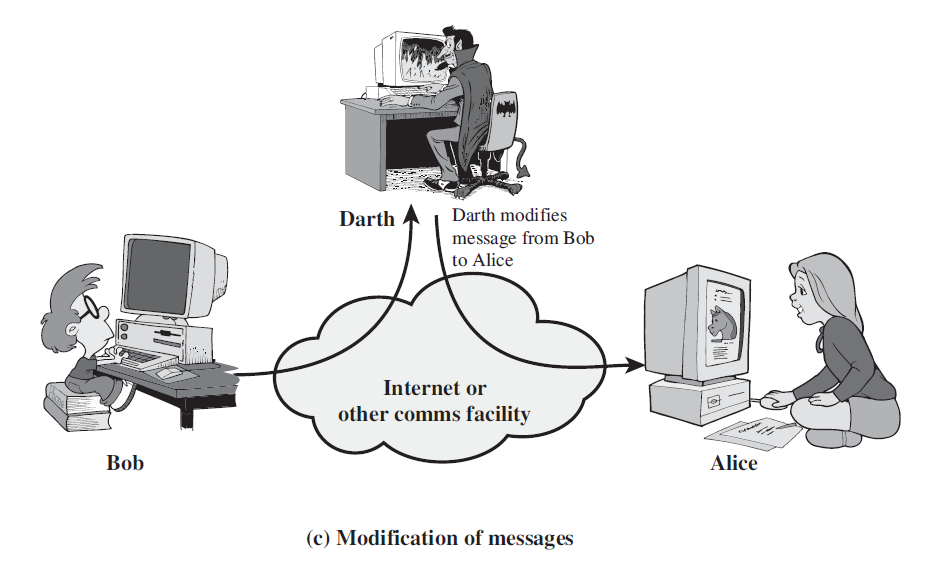 Darth
Darth modifies
message from Bob
to Alice
Internet or
other comms facility
Bob
Alice
(c) Modification of messages